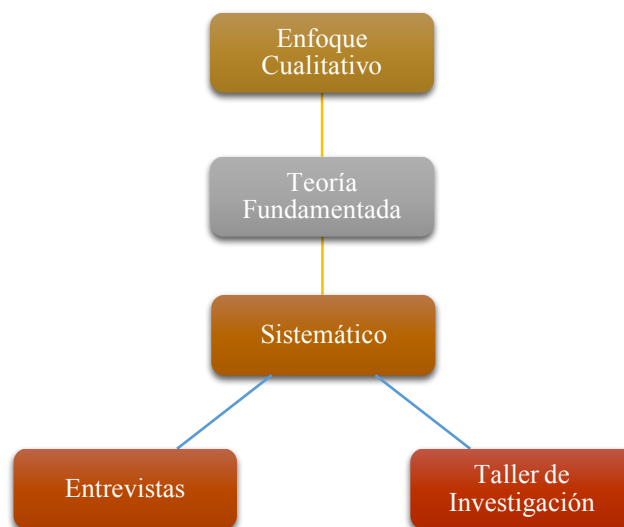 Enfoque
Cualitativo
Teoría
Fundamentada
Sistemático
Entrevistas
Taller de
Investigación